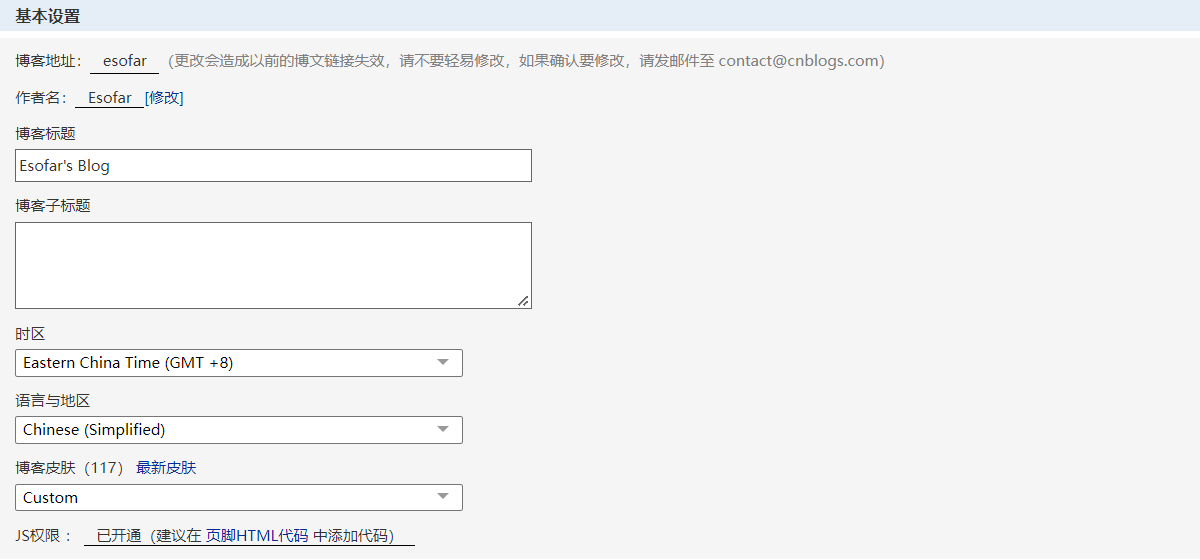 基本设置
博客地址： esofar （更改会造成以前的博文链接失效，请不要轻易修改，如果确认要修改，请发邮件至 contact@cnblogs.com）
作者名： Esofar [修改]
博客标题
Esofar's Blog
博客子标题
时区
Eastern China Time (GMT +8)
语言与地区
Chinese (Simplified)
博客皮肤（117） 最新皮肤
Custom
JS权限： 已开通（建议在 页脚HTML代码 中添加代码）